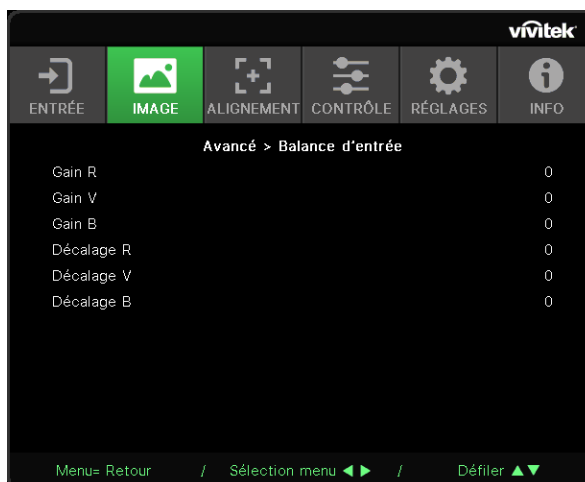 vivitek
ENTRÉE IMAGE ALIGNEMENT CONTRÔLE RÉGLAGES INFO
Avancé > Balance d'entrée
Gain R 0
Gain V 0
Gain B 0
Décalage R 0
Décalage V 0
Décalage B 0
Menu= Retour / Sélection menu ◀ ▶ / Défiler ▲▼